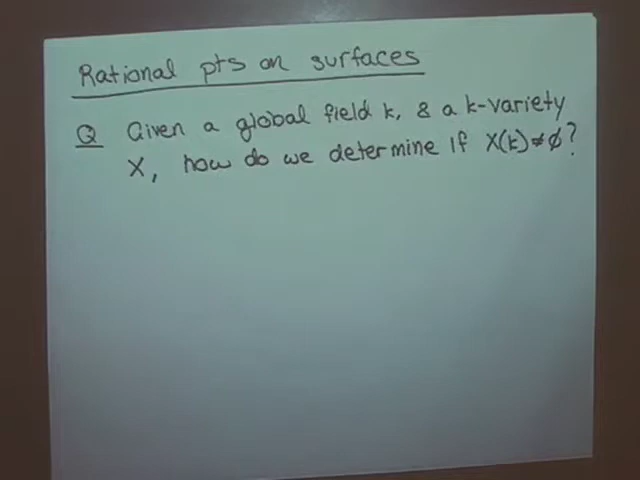 Rational pts on surfaces
Q Given a global field k, & a k-variety
X, how do we determine if X(k) ≠ ∅?